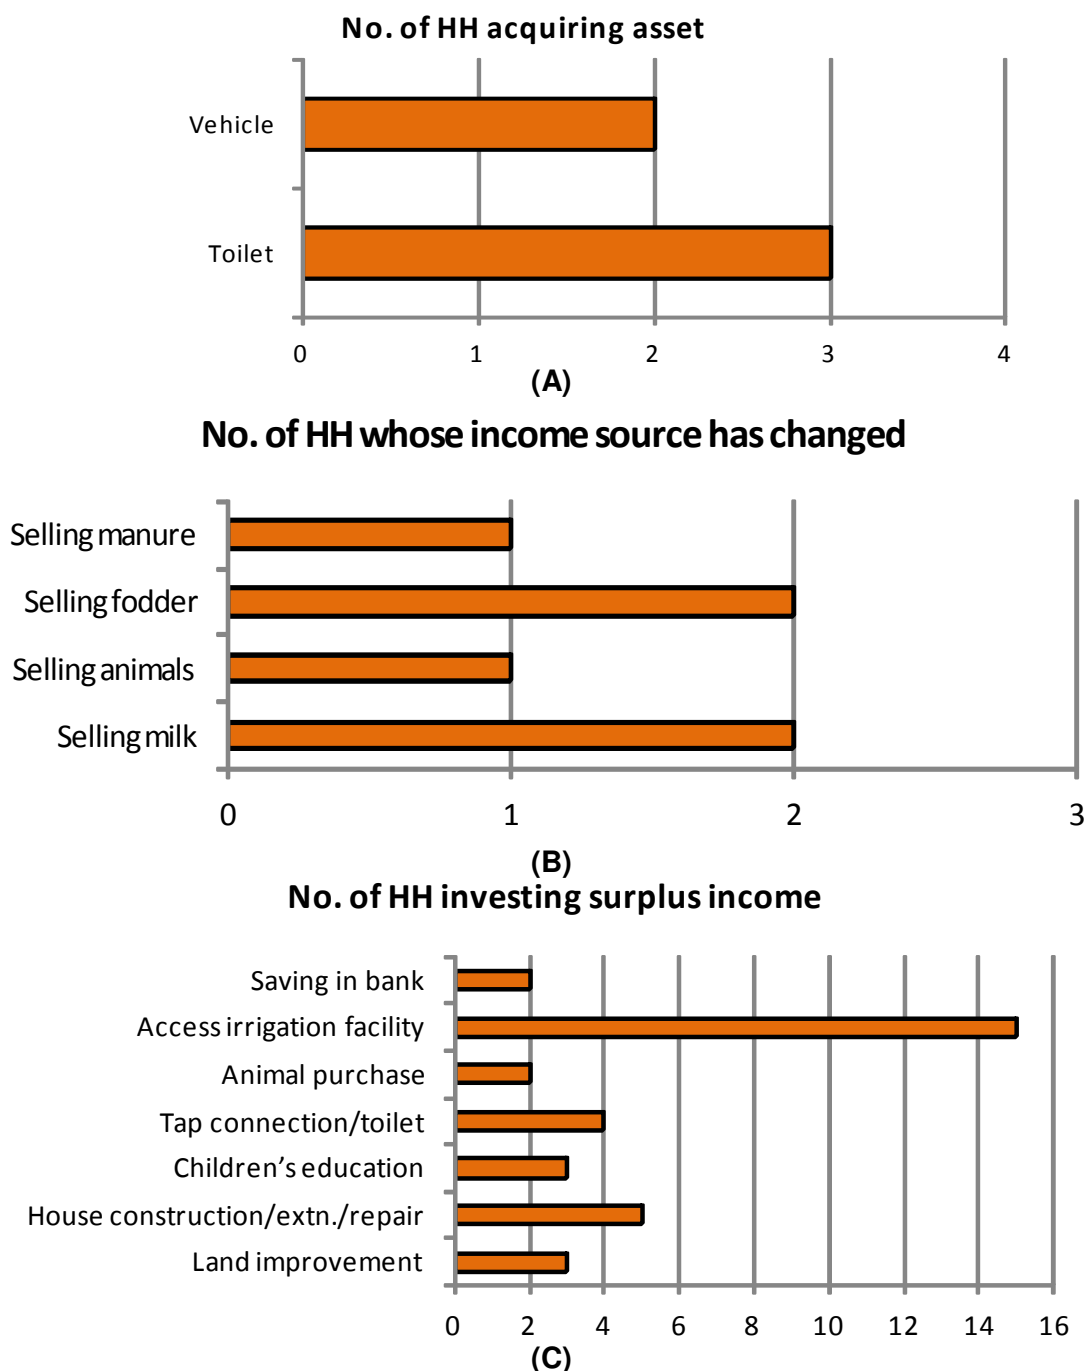 No. of HH acquiring asset
Vehicle
Toilet
0 1 2 3 4
(A)
No. of HH whose income source has changed
Selling manure
Selling fodder
Selling animals
Selling milk
0 1 2 3
(B)
No. of HH investing surplus income
Saving in bank
Access irrigation facility
Animal purchase
Tap connection/toilet
Children’s education
House construction/extn./repair
Land improvement
0 2 4 6 8 10 12 14 16
(C)